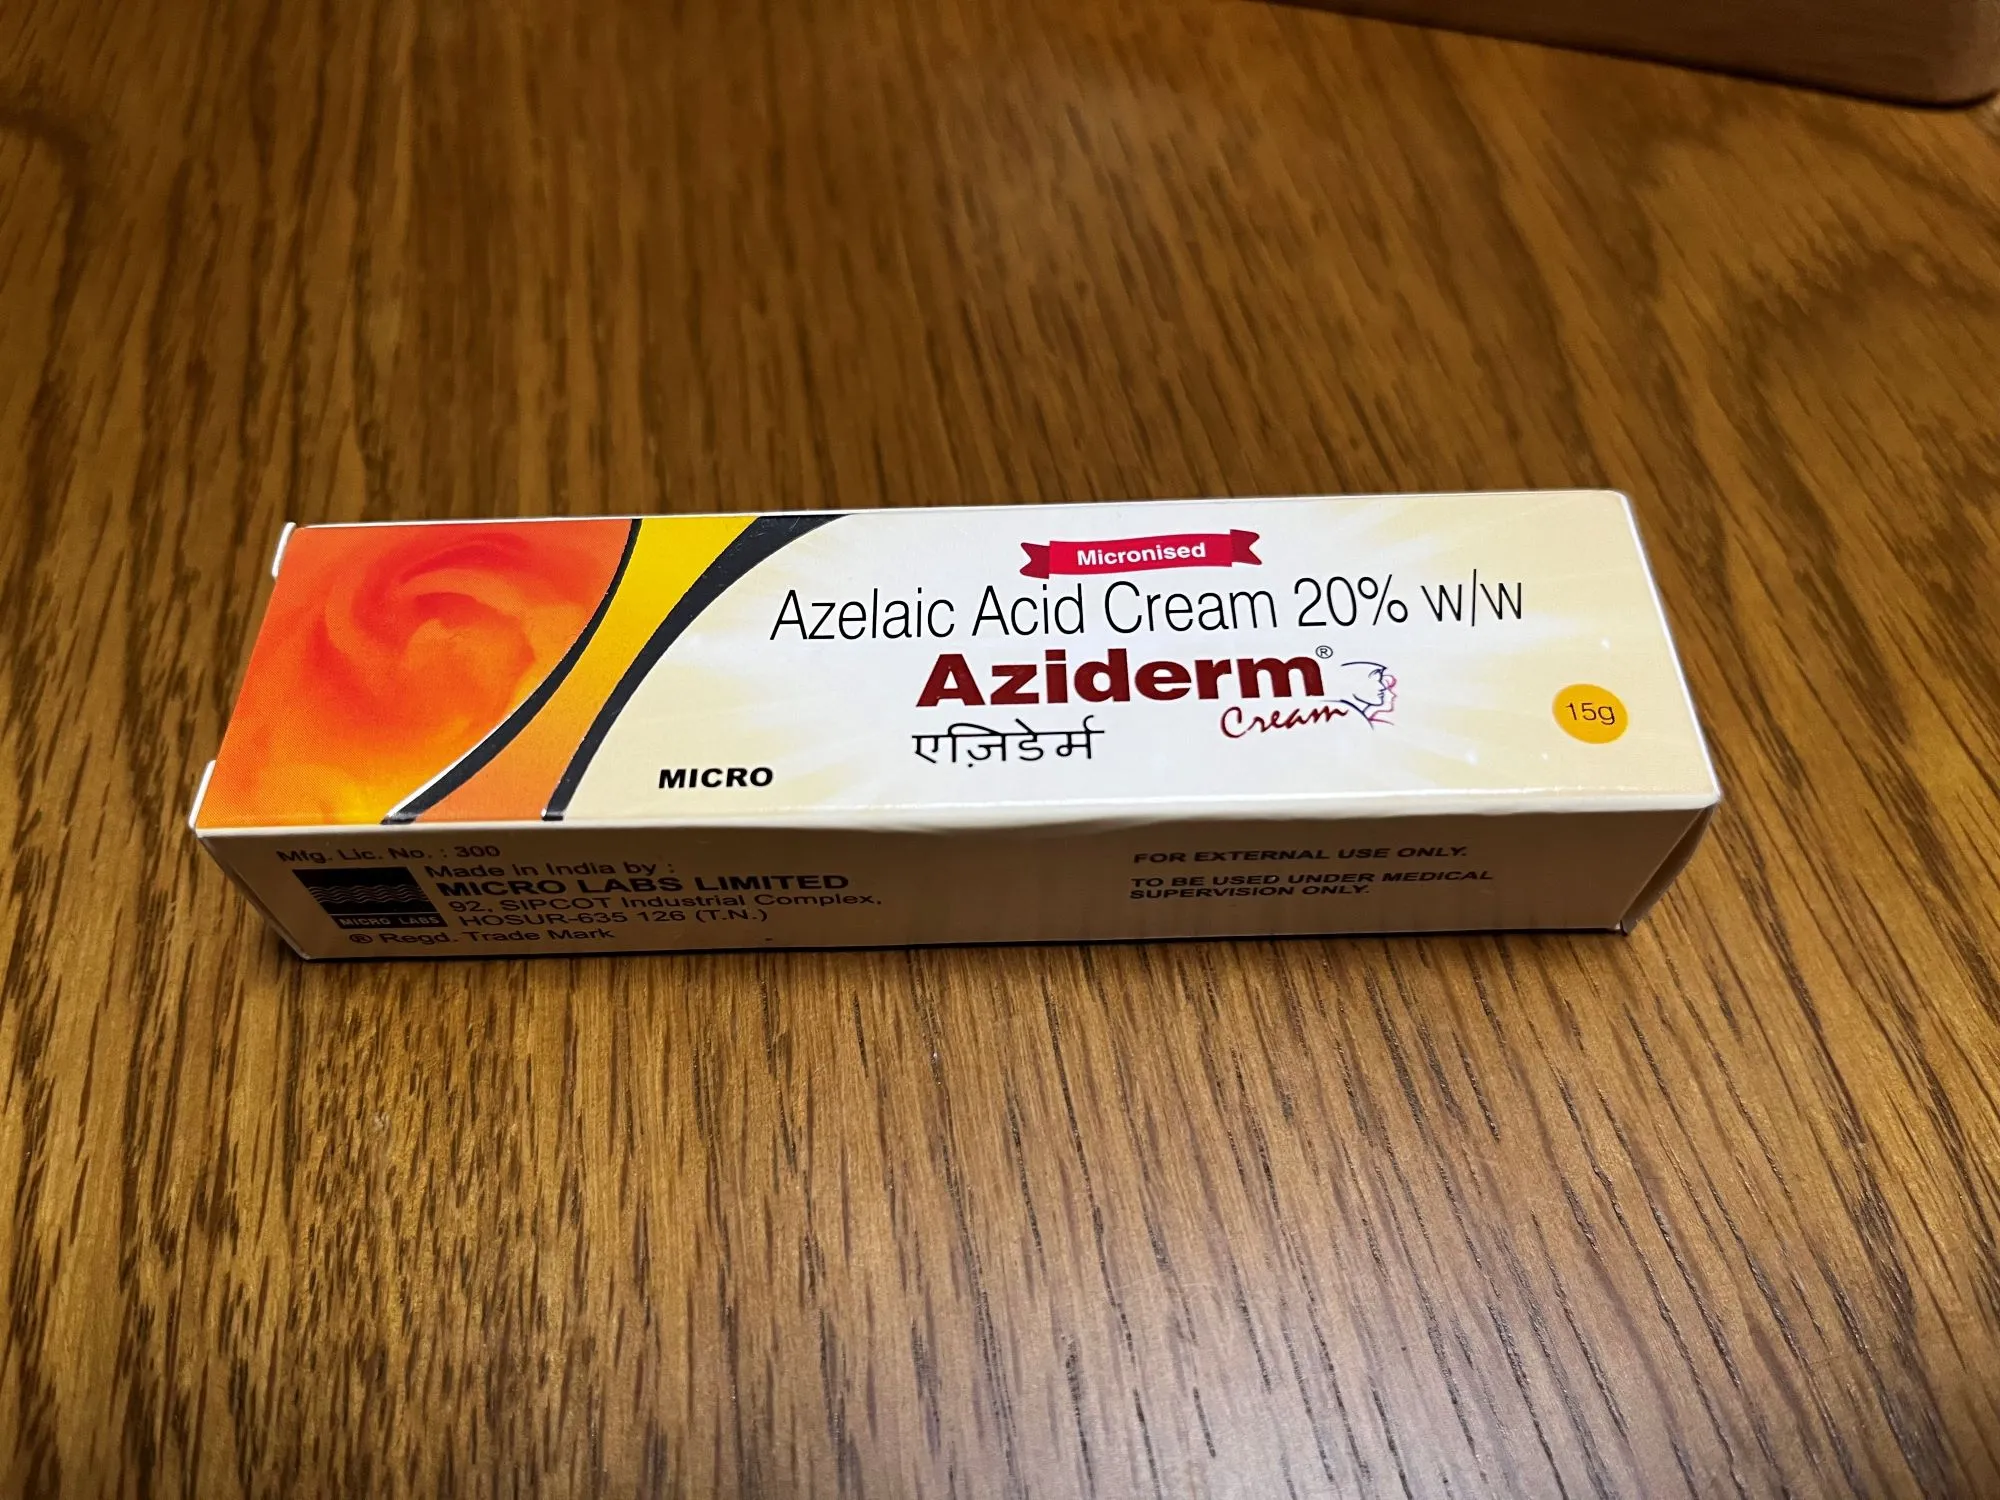 Micronised
Azelaic Acid Cream 20% w/w
Aziderm®
Cream
एज़िडेर्म
MICRO
15g
Mfg. Lic. No. : 300
Made in India by :
MICRO LABS LIMITED
92, SIPCOT Industrial Complex,
HOSUR-635 126 (T.N.)
MICRO LABS
® Regd. Trade Mark
FOR EXTERNAL USE ONLY.
TO BE USED UNDER MEDICAL
SUPERVISION ONLY.